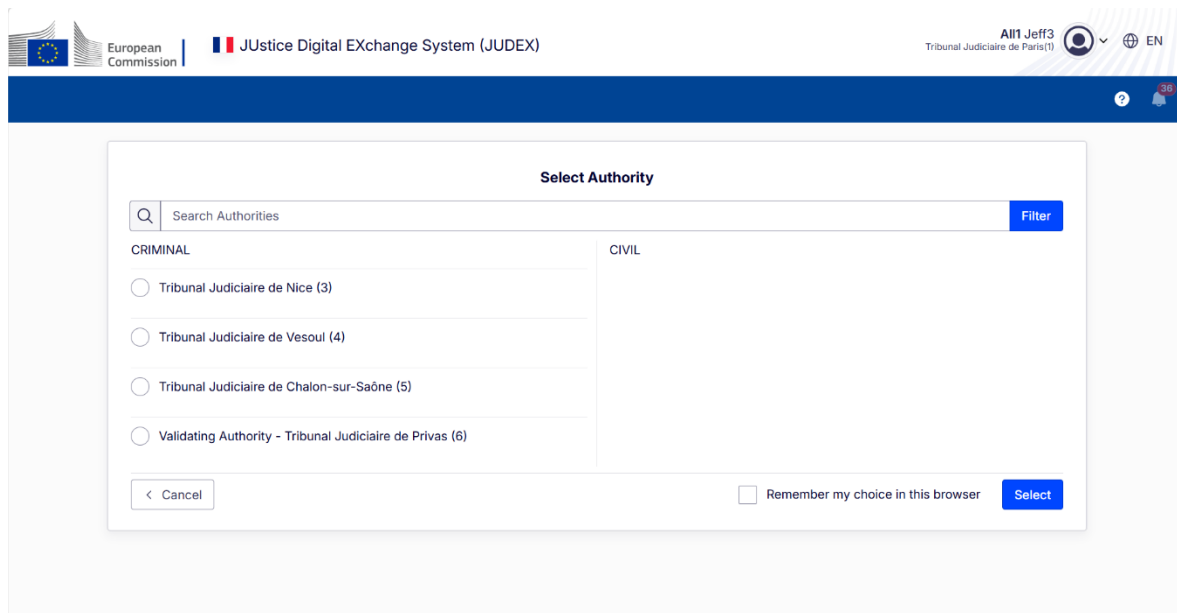 European
Commission
JUstice Digital EXchange System (JUDEX)
All1 Jeff3
Tribunal Judiciaire de Paris(1)
EN
?
36
Select Authority
Search Authorities
Filter
CRIMINAL
CIVIL
Tribunal Judiciaire de Nice (3)
Tribunal Judiciaire de Vesoul (4)
Tribunal Judiciaire de Chalon-sur-Saône (5)
Validating Authority - Tribunal Judiciaire de Privas (6)
Cancel
Remember my choice in this browser
Select